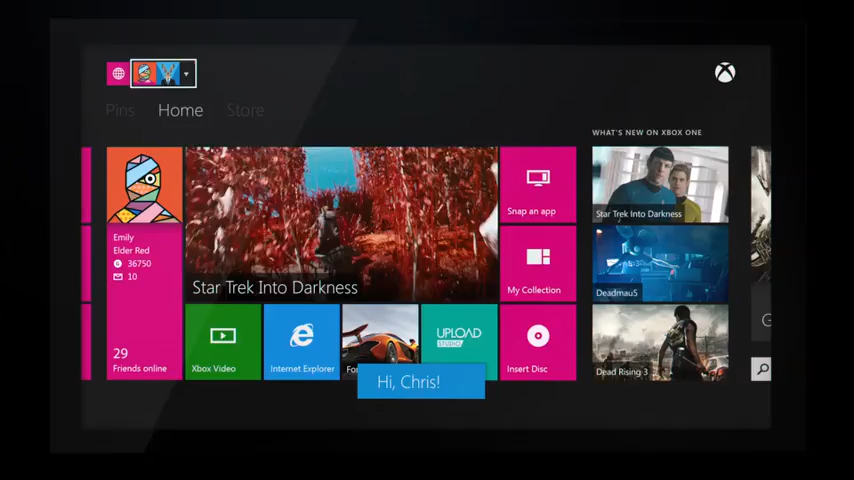 Pins Home Store
WHAT'S NEW ON XBOX ONE
Emily
Elder Red
36750
10
29
Friends online
Star Trek Into Darkness
Xbox Video
Internet Explorer
UPLOAD
STUDIO
Snap an app
My Collection
Insert Disc
Star Trek Into Darkness
Deadmau5
Dead Rising 3
Hi, Chris!